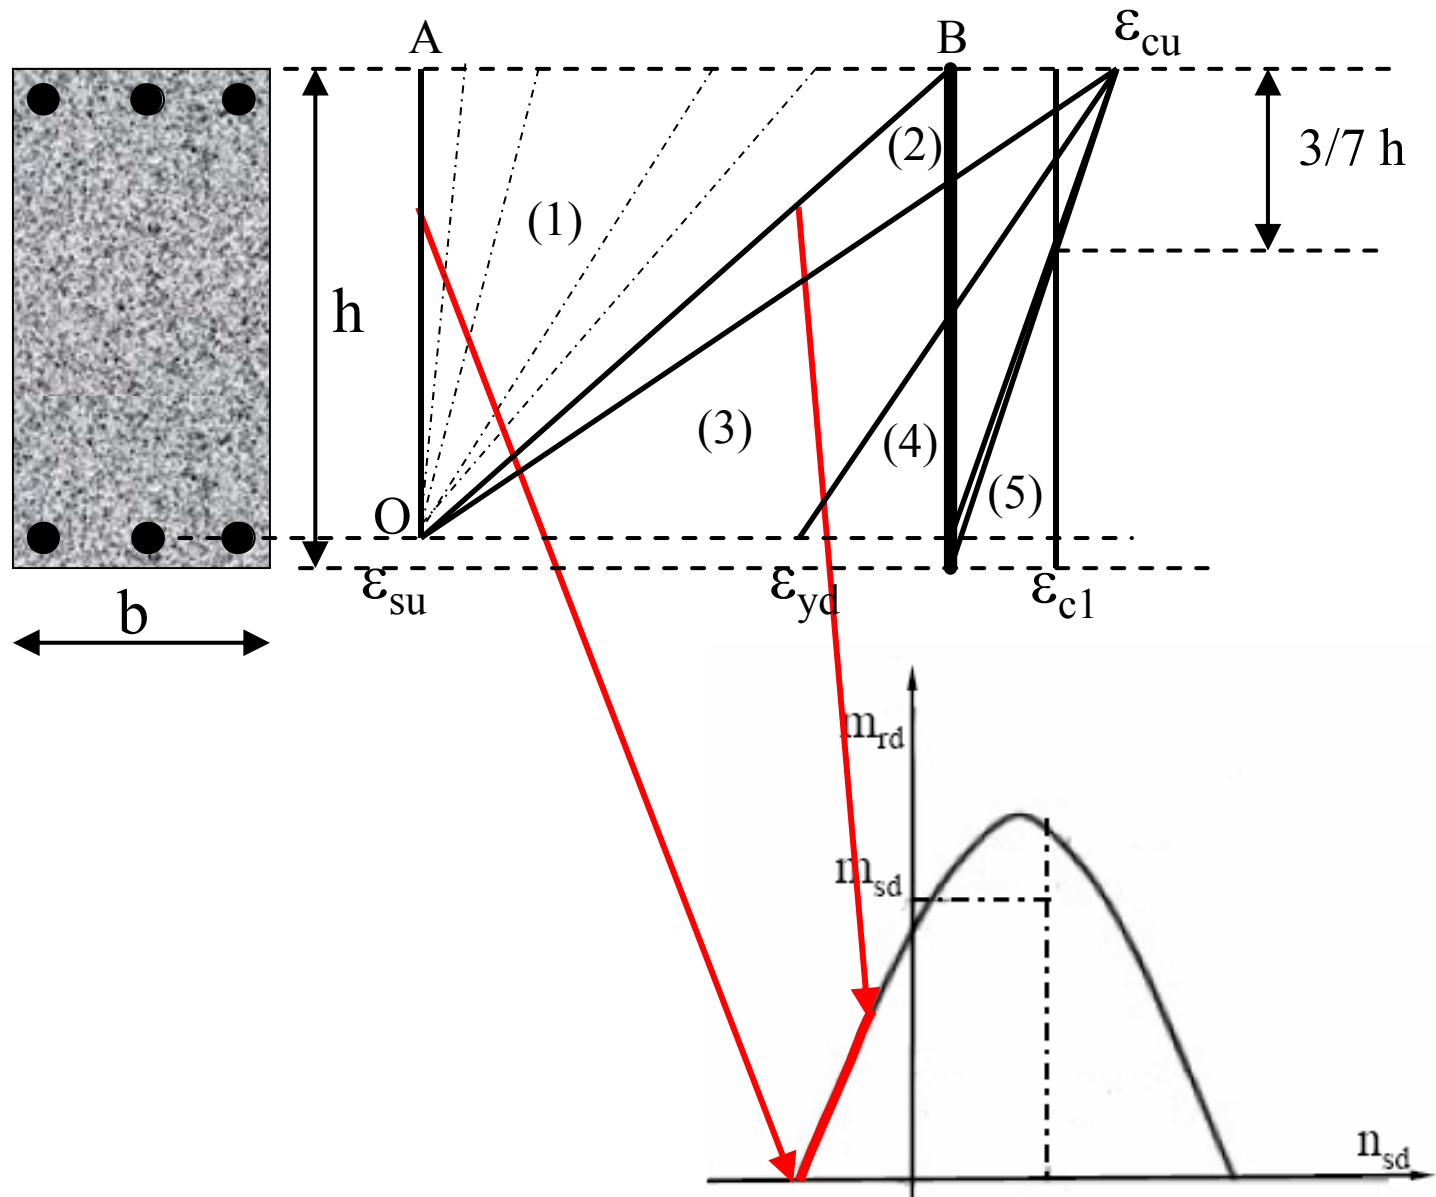 A
B
εcu
(2)
3/7 h
(1)
h
(3)
(4)
(5)
O
εsu
εyd
εc1
b
mrd
msd
nsd